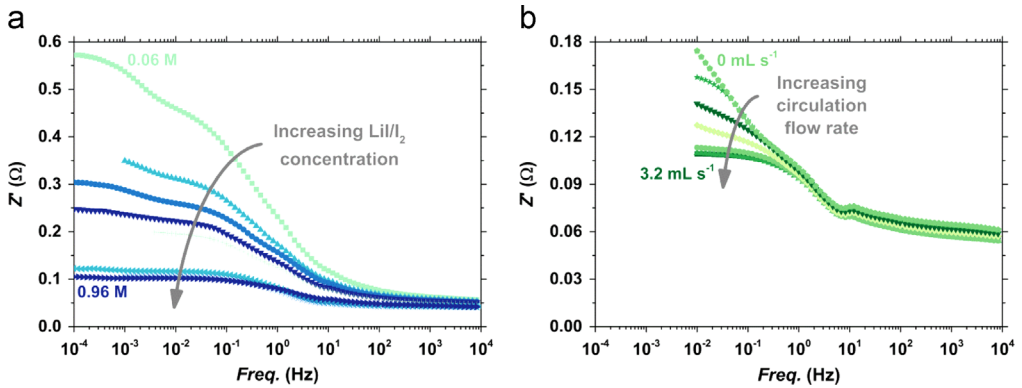 a
0.6
0.5
0.4
0.3
0.2
0.1
0.0
Z' (Ω)
0.06 M
Increasing LiI/I₂
concentration
0.96 M
10⁻⁴ 10⁻³ 10⁻² 10⁻¹ 10⁰ 10¹ 10² 10³ 10⁴
Freq. (Hz)
b
0.18
0.15
0.12
0.09
0.06
0.03
0.00
Z' (Ω)
0 mL s⁻¹
Increasing
circulation
flow rate
3.2 mL s⁻¹
10⁻⁴ 10⁻³ 10⁻² 10⁻¹ 10⁰ 10¹ 10² 10³ 10⁴
Freq. (Hz)